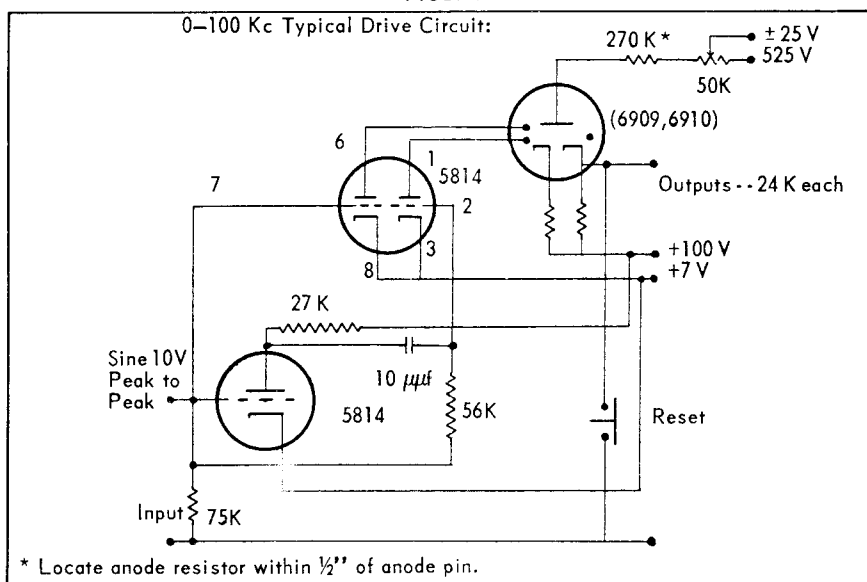 0–100 Kc Typical Drive Circuit:
270 K *
± 25 V
525 V
50K
(6909,6910)
6
1
5814
7
2
Outputs -- 24 K each
3
8
+100 V
+7 V
27 K
Sine 10V
Peak to
Peak
10 μμf
5814
56K
Reset
Input
75K
* Locate anode resistor within ½" of anode pin.